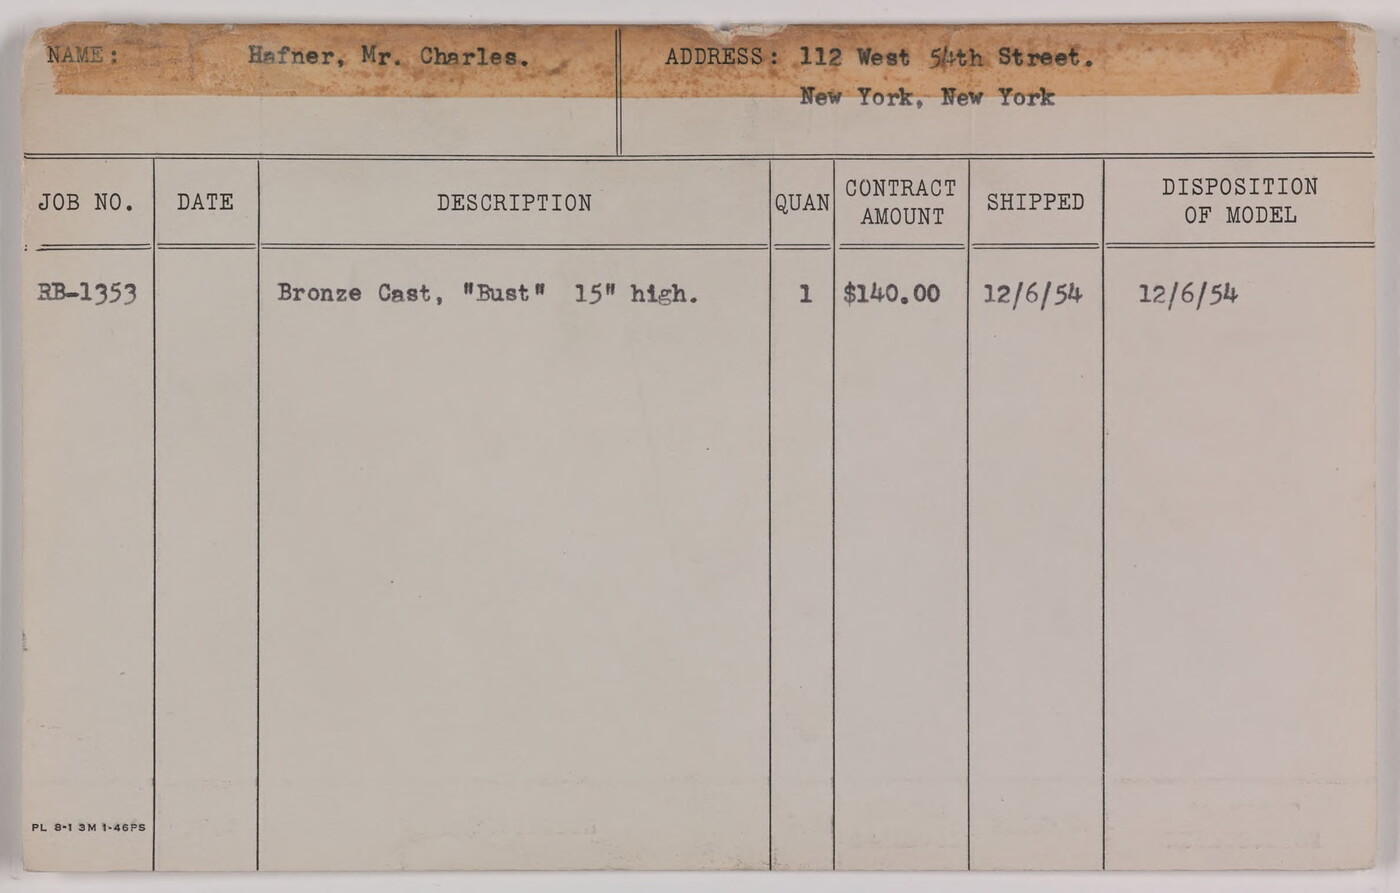 NAME: Hafner, Mr. Charles. ADDRESS: 112 West 54th Street.
New York, New York
JOB NO. DATE DESCRIPTION QUAN CONTRACT AMOUNT SHIPPED DISPOSITION OF MODEL
RB-1353 Bronze Cast, "Bust" 15" high. 1 $140.00 12/6/54 12/6/54
PL 8-1 3M 1-46PS